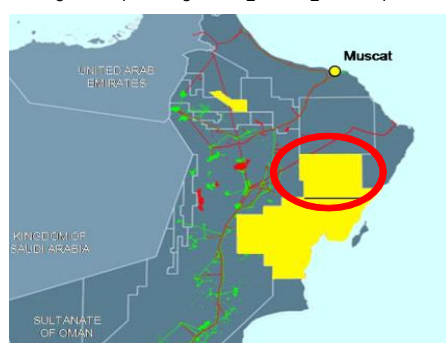 Muscat
UNITED ARAB
EMIRATES
KINGDOM OF
SAUDI ARABIA
SULTANATE
OF OMAN